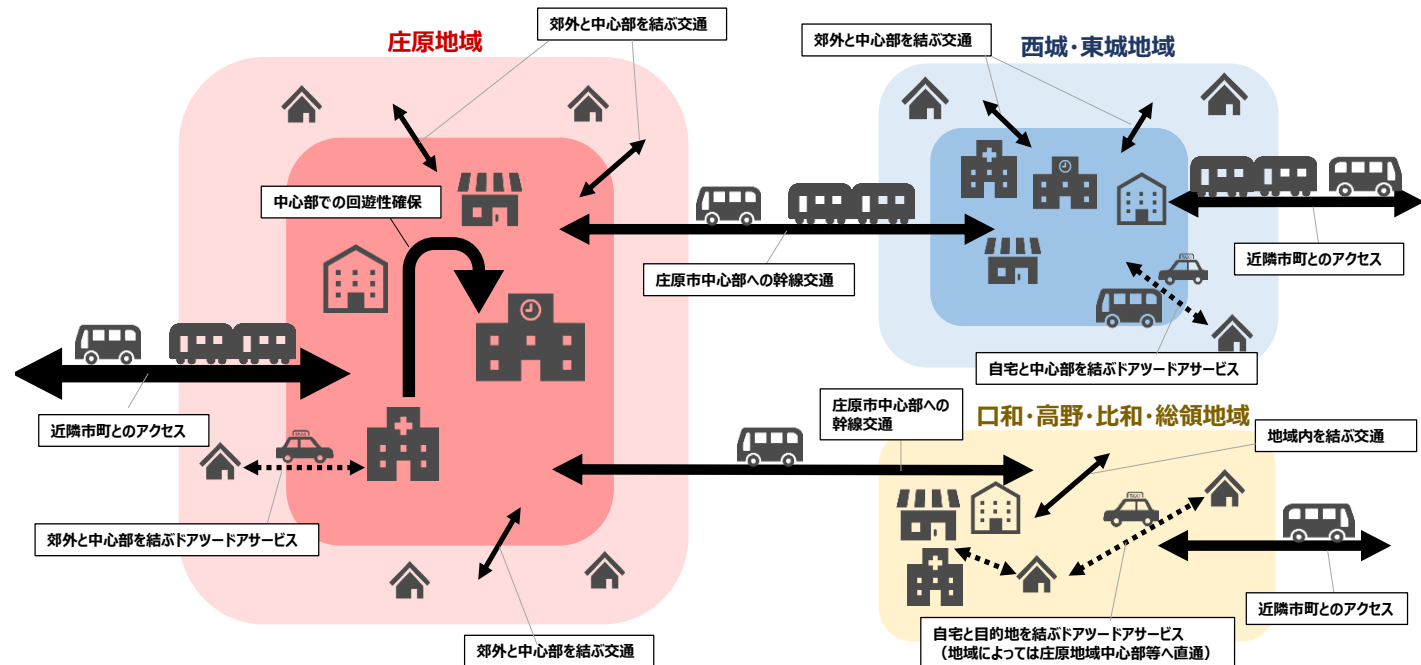 郊外と中心部を結ぶ交通
庄原地域
中心部での回遊性確保
近隣市町とのアクセス
郊外と中心部を結ぶドアツードアサービス
郊外と中心部を結ぶ交通
庄原市中心部への幹線交通
郊外と中心部を結ぶ交通
西城・東城地域
近隣市町とのアクセス
自宅と中心部を結ぶドアツードアサービス
庄原市中心部への
幹線交通
口和・高野・比和・総領地域
地域内を結ぶ交通
近隣市町とのアクセス
自宅と目的地を結ぶドアツードアサービス
（地域によっては庄原地域中心部等へ直通）
TAXI